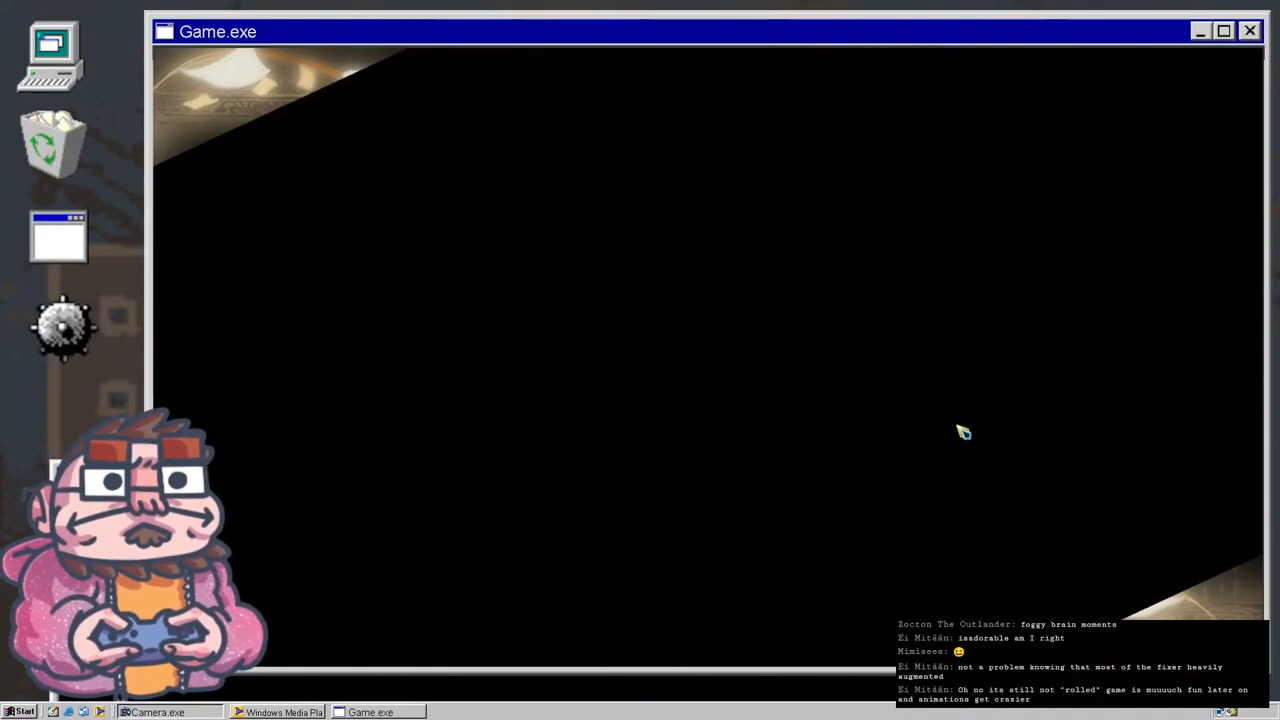 Game.exe
Zocton The Outlander: foggy brain moments
Ei Mitään: isadorable am I right
Mimisees: 😆
Ei Mitään: not a problem knowing that most of the fixer heavily
augmented
Ei Mitään: Oh no its still not "rolled" game is muuuuch fun later on
and animations get crazier
Start
Camera.exe
Windows Media Pla
Game.exe